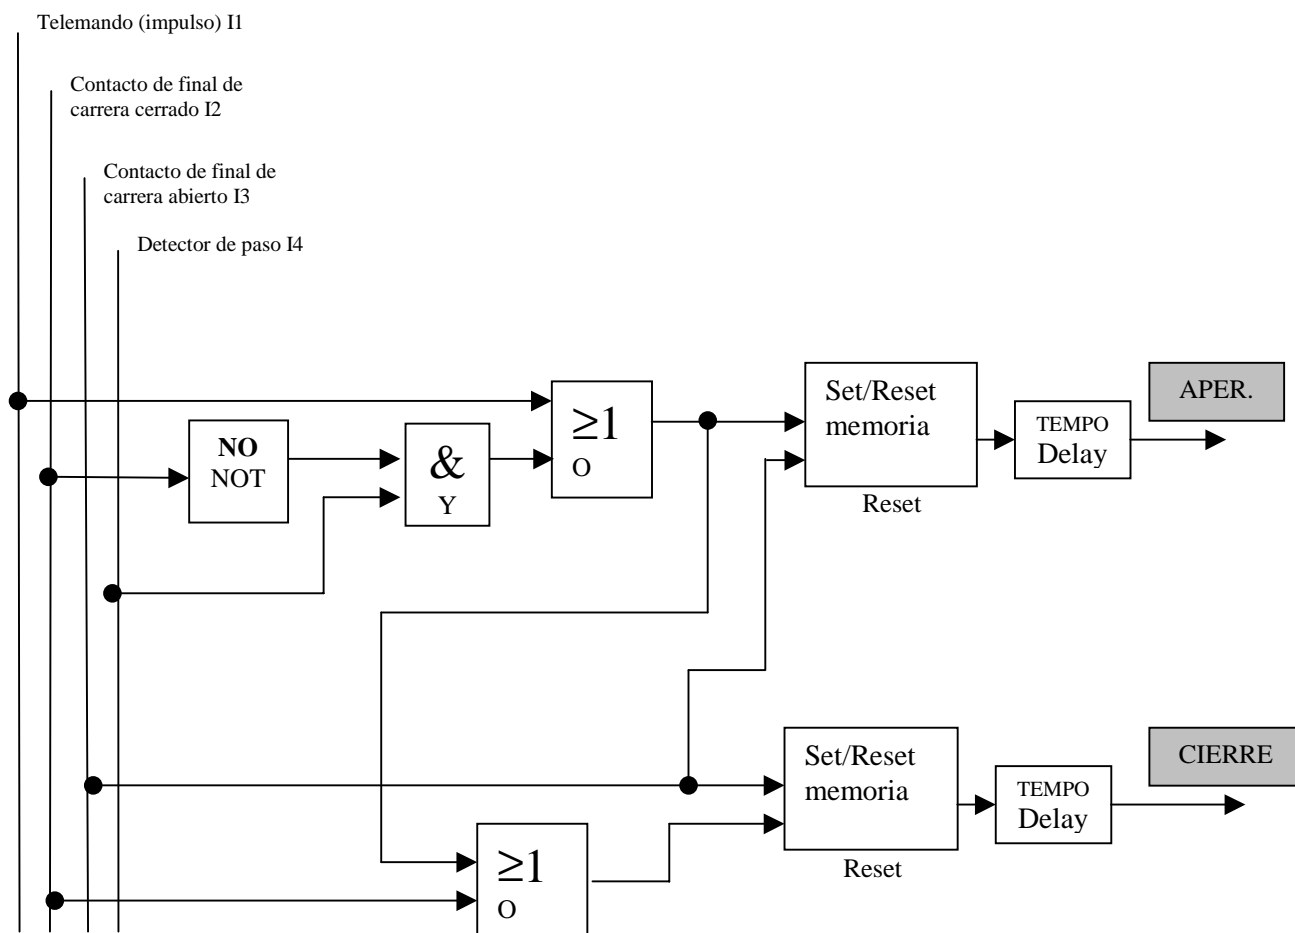 Telemando (impulso) I1
Contacto de final de
carrera cerrado I2
Contacto de final de
carrera abierto I3
Detector de paso I4
NO
NOT
&
Y
≥1
O
Set/Reset
memoria
Reset
TEMPO
Delay
APER.
Set/Reset
memoria
Reset
TEMPO
Delay
CIERRE
≥1
O